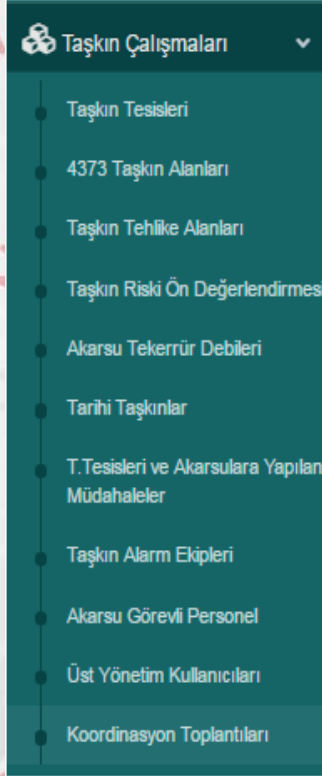 Taşkın Çalışmaları
Taşkın Tesisleri
4373 Taşkın Alanları
Taşkın Tehlike Alanları
Taşkın Riski Ön Değerlendirmesi
Akarsu Tekerrür Debileri
Tarihi Taşkınlar
T.Tesisleri ve Akarsulara Yapılan
Müdahaleler
Taşkın Alarm Ekipleri
Akarsu Görevli Personel
Üst Yönetim Kullanıcıları
Koordinasyon Toplantıları